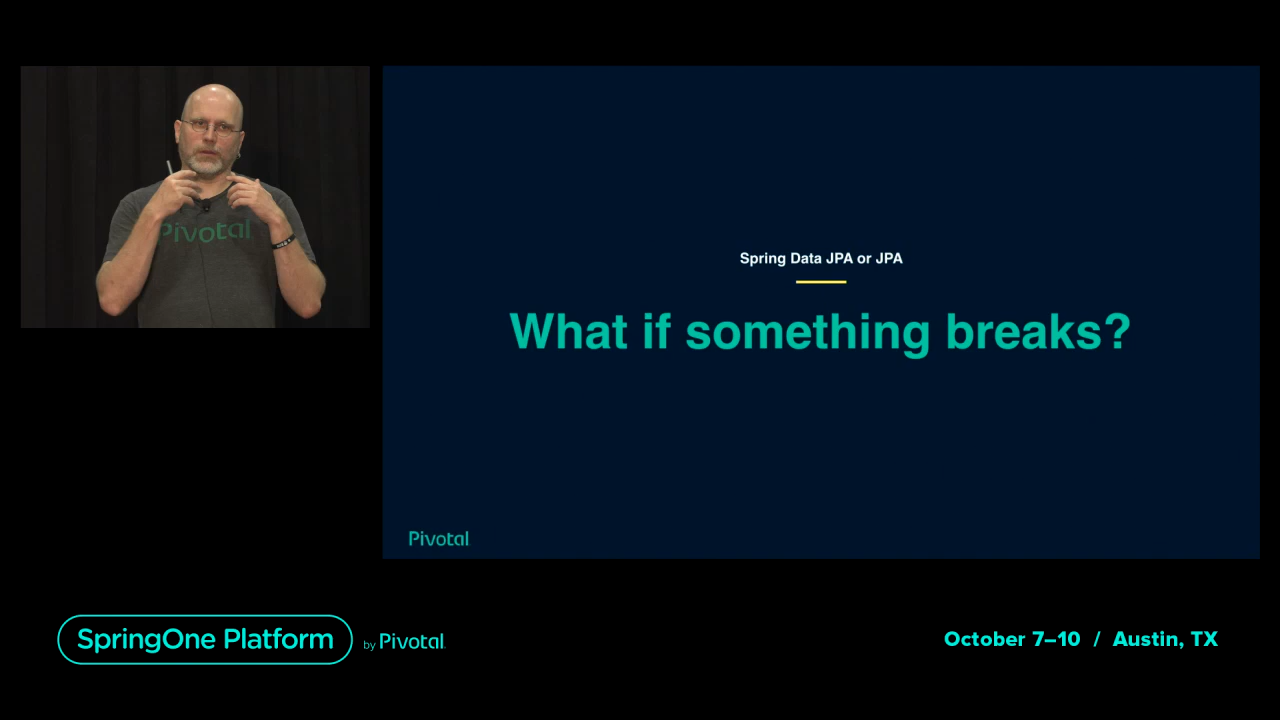 Pivotal
Spring Data JPA or JPA
What if something breaks?
Pivotal
SpringOne Platform by Pivotal
October 7–10 / Austin, TX